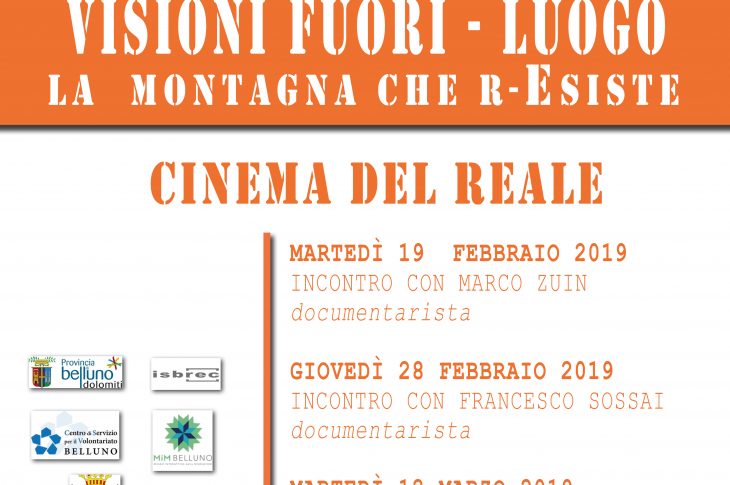 VISIONI FUORI - LUOGO
LA MONTAGNA CHE R-ESISTE
CINEMA DEL REALE
MARTEDÌ 19 FEBBRAIO 2019
INCONTRO CON MARCO ZUIN
documentarista
GIOVEDÌ 28 FEBBRAIO 2019
INCONTRO CON FRANCESCO SOSSAI
documentarista
Provincia
belluno
dolomiti
isbrec
Centro di Servizio
per il Volontariato
BELLUNO
MiM BELLUNO